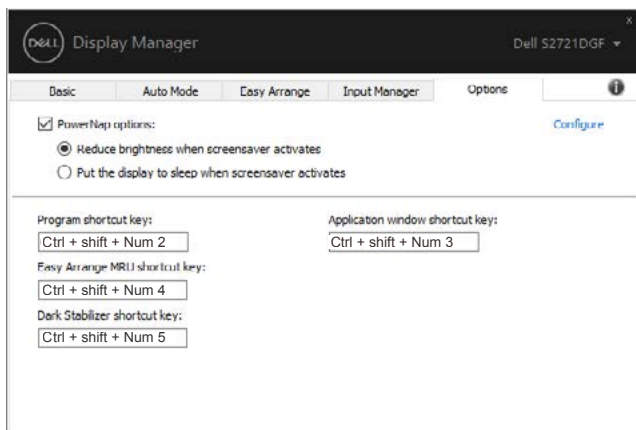 DELL Display Manager
Dell S2721DGF
x
Basic
Auto Mode
Easy Arrange
Input Manager
Options
PowerNap options:
Configure
Reduce brightness when screensaver activates
Put the display to sleep when screensaver activates
Program shortcut key:
Application window shortcut key:
Ctrl + shift + Num 2
Ctrl + shift + Num 3
Easy Arrange MRU shortcut key:
Ctrl + shift + Num 4
Dark Stabilizer shortcut key:
Ctrl + shift + Num 5